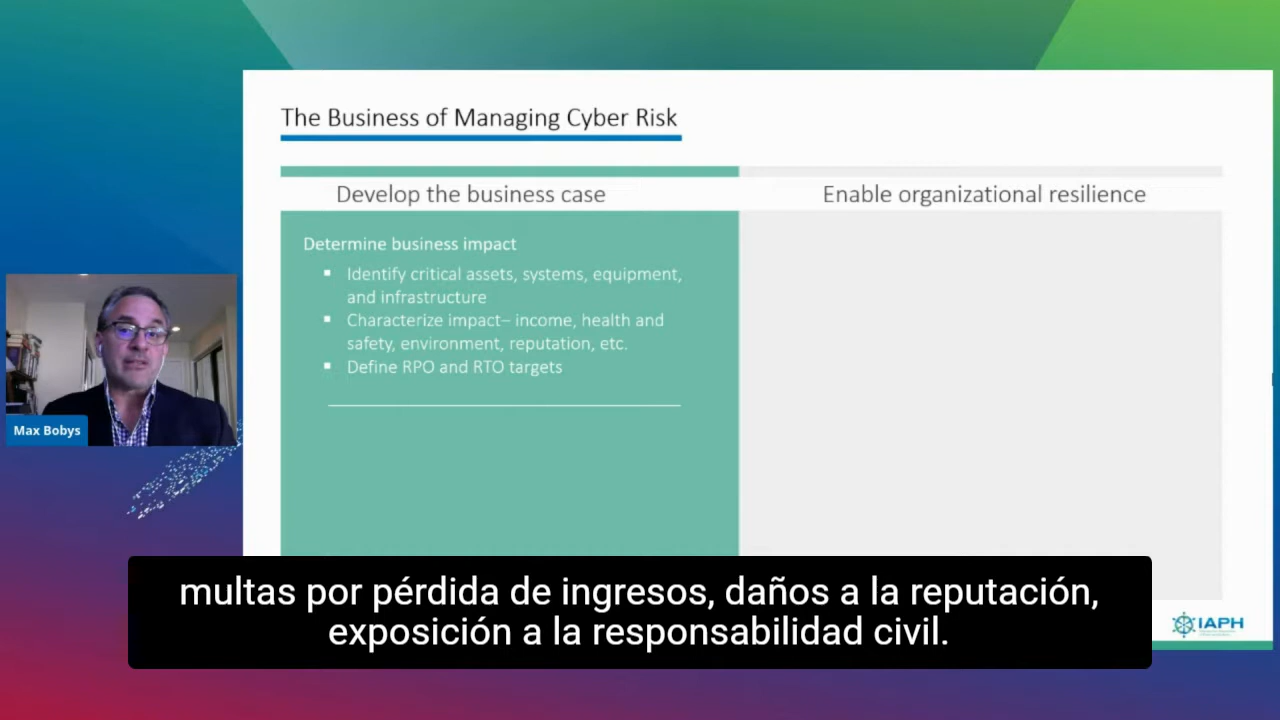 The Business of Managing Cyber Risk
Develop the business case
Enable organizational resilience
Determine business impact
▪ Identify critical assets, systems, equipment,
and infrastructure
▪ Characterize impact– income, health and
safety, environment, reputation, etc.
▪ Define RPO and RTO targets
Max Bobys
multas por pérdida de ingresos, daños a la reputación,
exposición a la responsabilidad civil.
IAPH